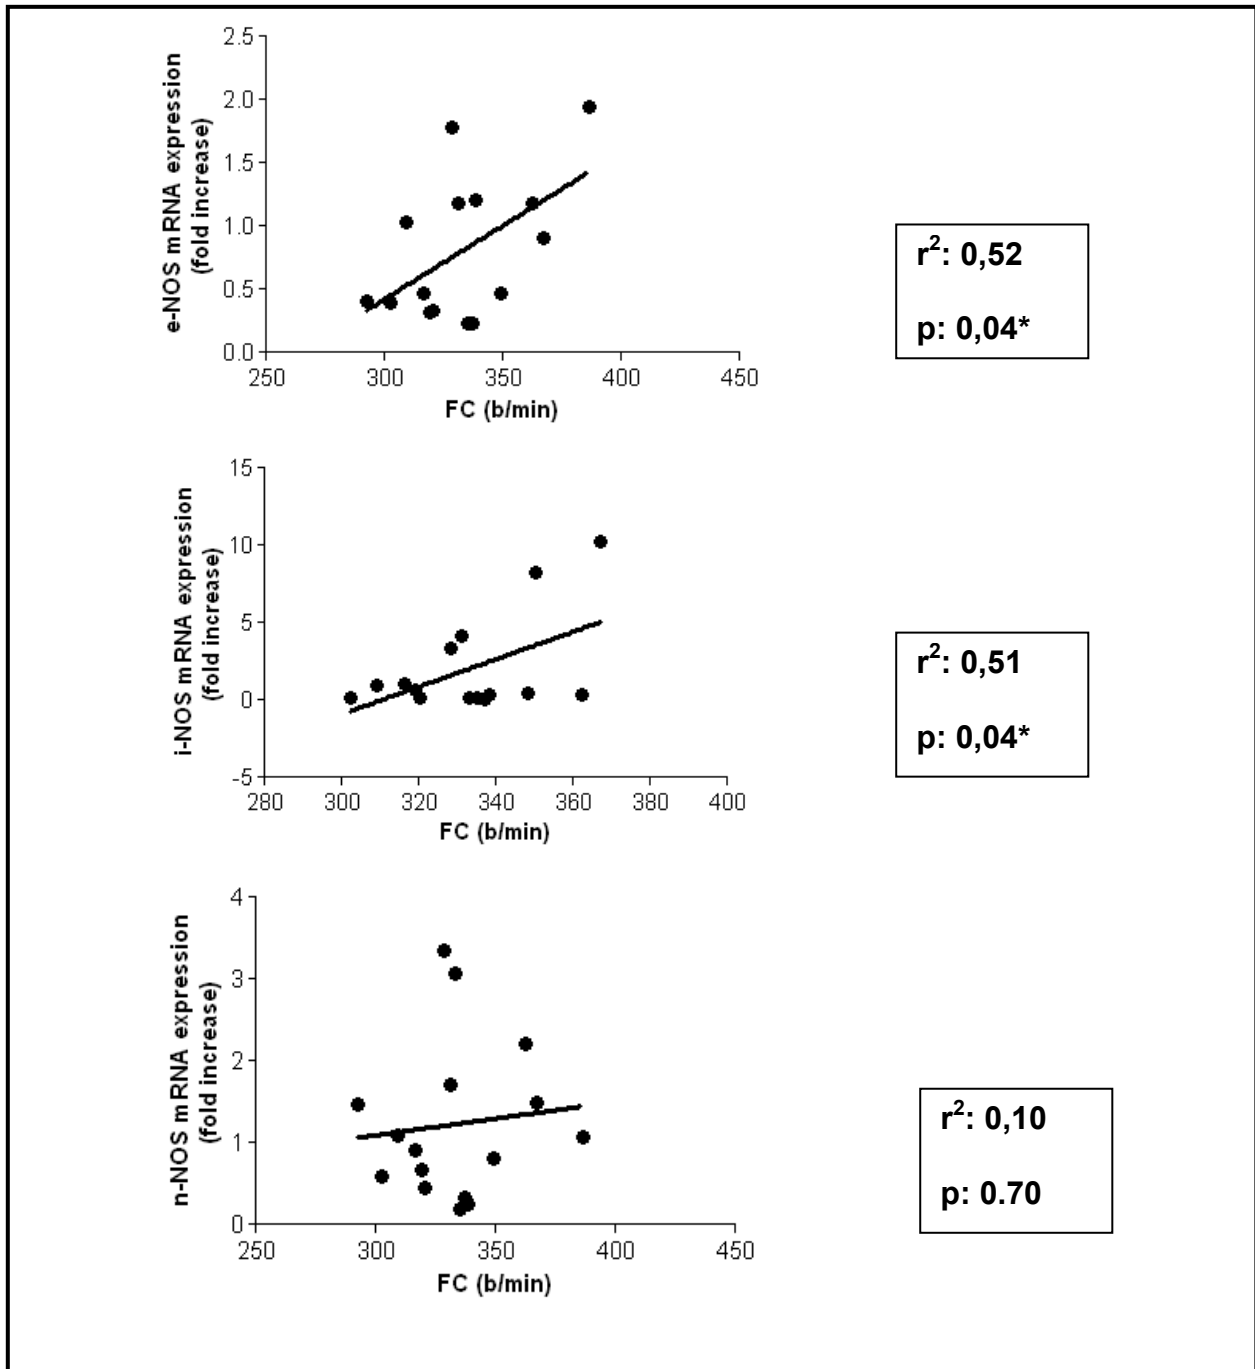 e-NOS mRNA expression
(fold increase)
2.5
2.0
1.5
1.0
0.5
0.0
250 300 350 400 450
FC (b/min)
r²: 0,52
p: 0,04*
i-NOS mRNA expression
(fold increase)
15
10
5
0
-5
280 300 320 340 360 380 400
FC (b/min)
r²: 0,51
p: 0,04*
n-NOS mRNA expression
(fold increase)
4
3
2
1
0
250 300 350 400 450
FC (b/min)
r²: 0,10
p: 0.70